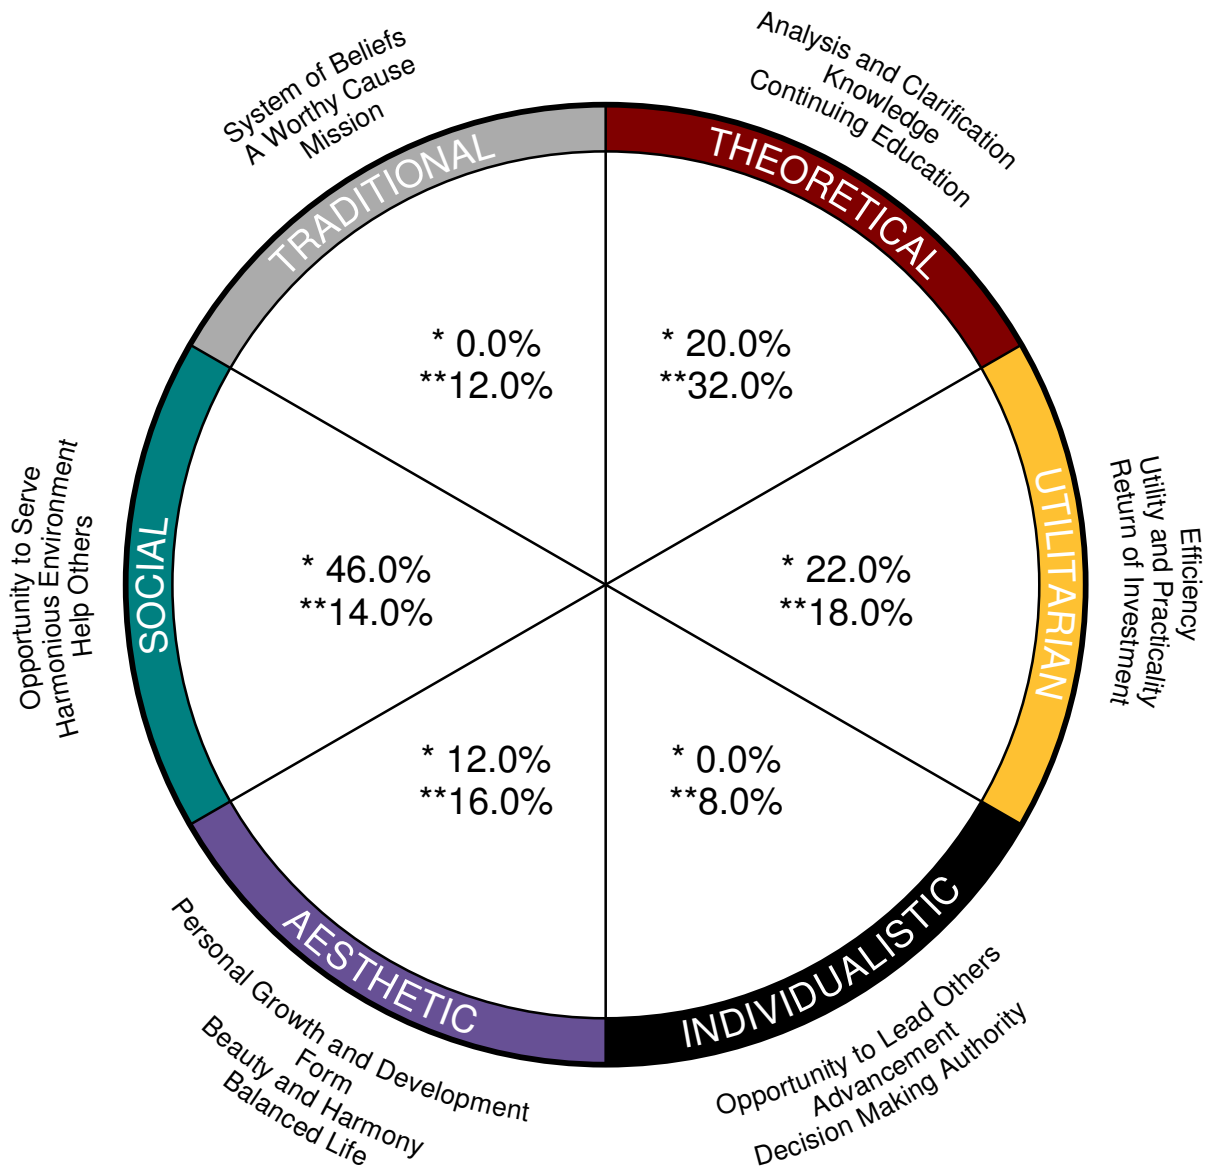 System of Beliefs
A Worthy Cause
Mission
TRADITIONAL
* 0.0%
**12.0%
Analysis and Clarification
Knowledge
Continuing Education
THEORETICAL
* 20.0%
**32.0%
Efficiency
Utility and Practicality
Return of Investment
UTILITARIAN
* 22.0%
**18.0%
INDIVIDUALISTIC
* 0.0%
**8.0%
Opportunity to Lead Others
Advancement
Decision Making Authority
AESTHETIC
* 12.0%
**16.0%
Personal Growth and Development
Form
Beauty and Harmony
Balanced Life
Opportunity to Serve
Harmonious Environment
Help Others
SOCIAL
* 46.0%
**14.0%